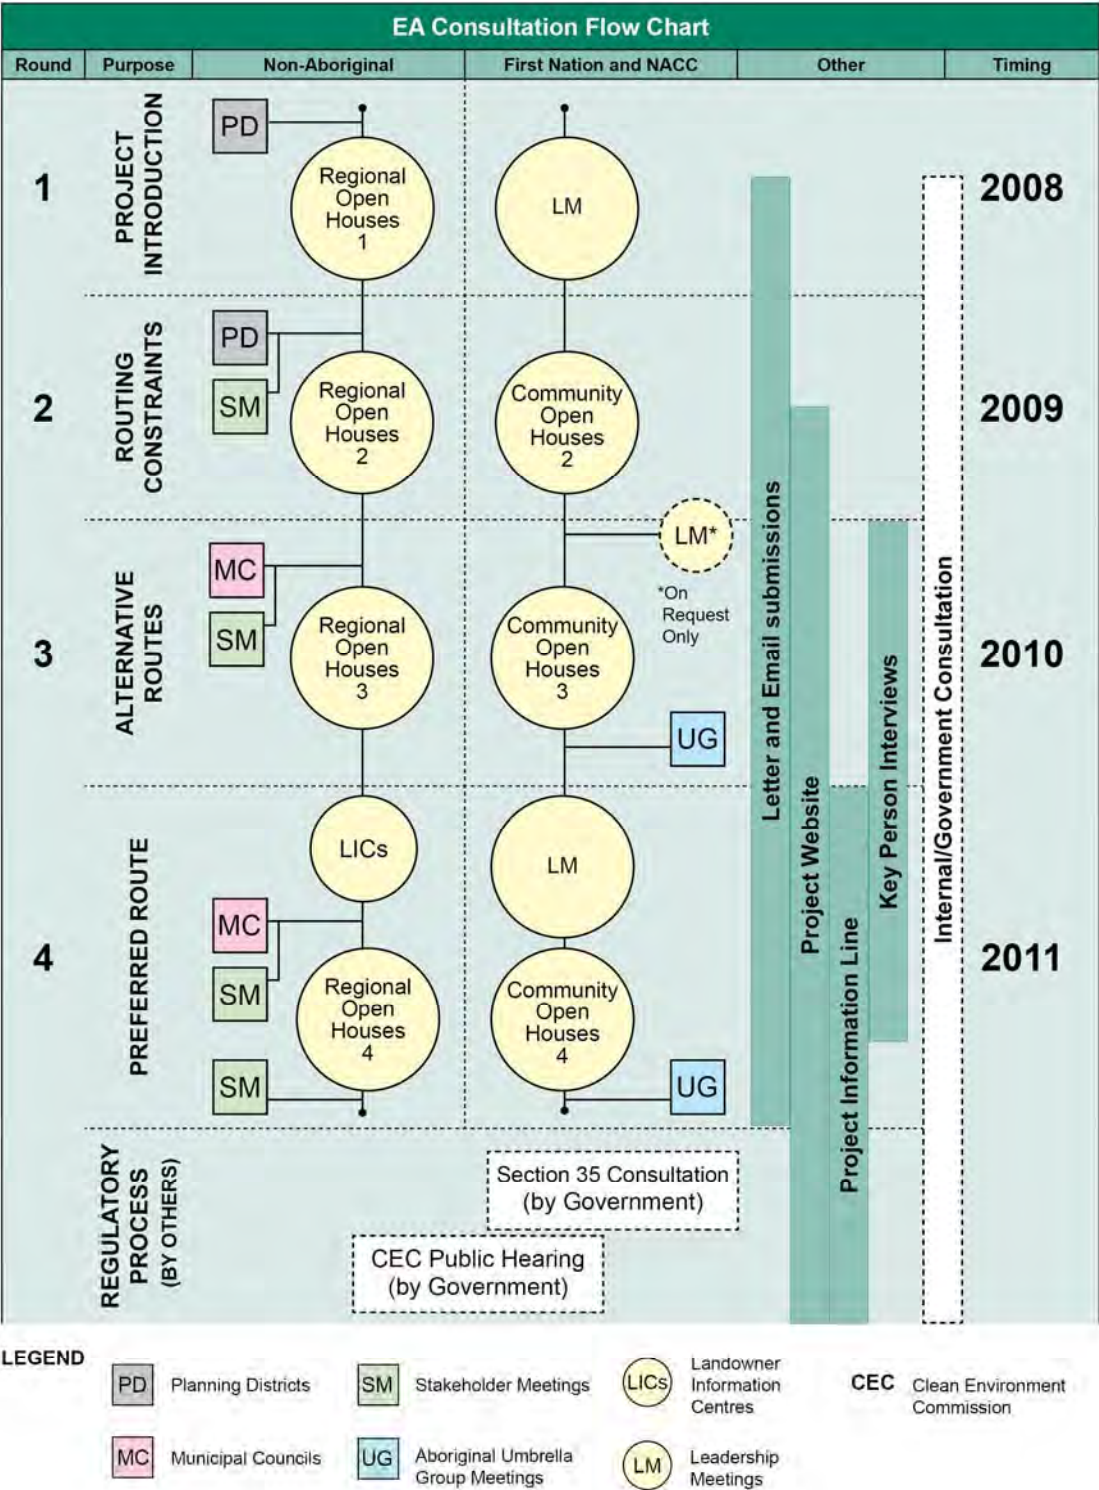 EA Consultation Flow Chart
Round
Purpose
Non-Aboriginal
First Nation and NACC
Other
Timing
1
PROJECT
INTRODUCTION
PD
Regional
Open
Houses
1
LM
2008
2
ROUTING
CONSTRAINTS
PD
SM
Regional
Open
Houses
2
Community
Open
Houses
2
2009
3
ALTERNATIVE
ROUTES
MC
SM
Regional
Open
Houses
3
LM*
*On
Request
Only
Community
Open
Houses
3
UG
2010
4
PREFERRED ROUTE
LICs
MC
SM
Regional
Open
Houses
4
SM
LM
Community
Open
Houses
4
UG
2011
Letter and Email submissions
Project Website
Project Information Line
Key Person Interviews
Internal/Government Consultation
REGULATORY
PROCESS
(BY OTHERS)
Section 35 Consultation
(by Government)
CEC Public Hearing
(by Government)
LEGEND
PD
Planning Districts
SM
Stakeholder Meetings
LICs
Landowner
Information
Centres
CEC
Clean Environment
Commission
MC
Municipal Councils
UG
Aboriginal Umbrella
Group Meetings
LM
Leadership
Meetings